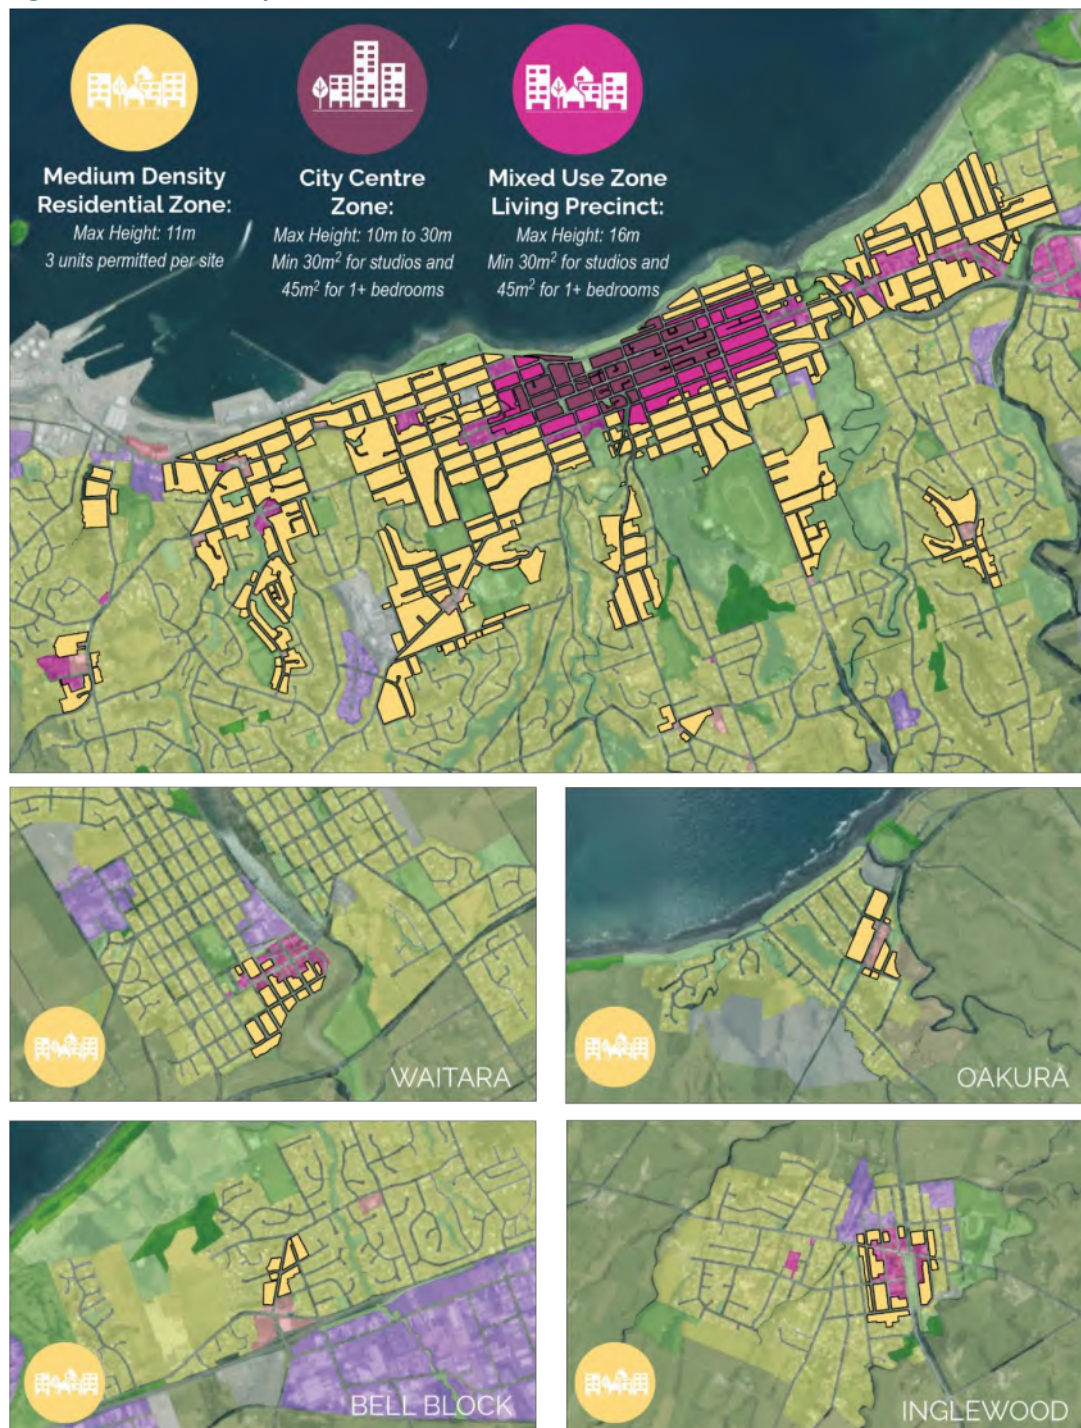 Medium Density
Residential Zone:
Max Height: 11m
3 units permitted per site
City Centre
Zone:
Max Height: 10m to 30m
Min 30m² for studios and
45m² for 1+ bedrooms
Mixed Use Zone
Living Precinct:
Max Height: 16m
Min 30m² for studios and
45m² for 1+ bedrooms
WAITARA
OAKURA
BELL BLOCK
INGLEWOOD